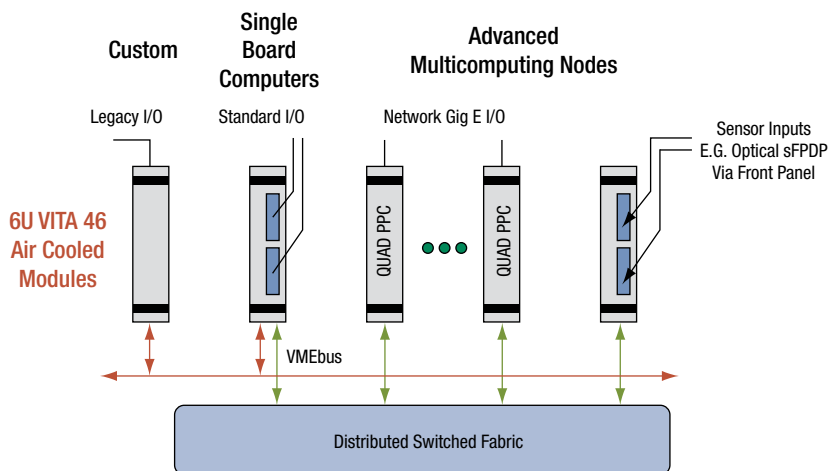 Custom
Single
Board
Computers
Advanced
Multicomputing Nodes
Legacy I/O
Standard I/O
Network Gig E I/O
Sensor Inputs
E.G. Optical sFPDP
Via Front Panel
6U VITA 46
Air Cooled
Modules
QUAD PPC
QUAD PPC
VMEbus
Distributed Switched Fabric